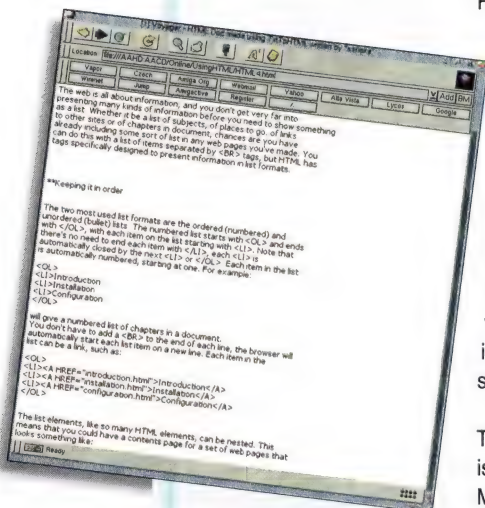 [5] Voyager - HTML Doc made using TxtToHTML
Location file:///AAHD AACD/Online/UsingHTML/HTML4.html
Add BM
Vapor Czech Amiga Org Webmail Yahoo Alta Vista Lycos Google
Jump Amigactive Register /
The web is all about information, and you don't get very far into
presenting many kinds of information before you need to show something
as a list. Whether it be a list of subjects, of places to go, of links
to other sites or of chapters in document, chances are you have
already including some sort of list in any web pages you've made. You
can do this with a list of items separated by <BR> tags, but HTML has
tags specifically designed to present information in list formats.
**Keeping it in order
The two most used list formats are the ordered (numbered) and
unordered (bullet) lists. The numbered list starts with <OL> and ends
with </OL>, with each item on the list starting with <LI>. Note that
there's no need to end each item with </LI>, each <LI> is
automatically closed by the next <LI> or </OL>. Each item in the list
is automatically numbered, starting at one. For example:
<OL>
<LI>Introduction
<LI>Installation
<LI>Configuration
</OL>
will give a numbered list of chapters in a document.
You don't have to add a <BR> to the end of each line, the browser will
automatically start each list item on a new line. Each item in the
list can be a link, such as:
<OL>
<LI><A HREF="introduction.html">Introduction</A>
<LI><A HREF="installation.html">Installation</A>
<LI><A HREF="configuration.html">Configuration</A>
</OL>
The list elements, like so many HTML elements, can be nested. This
means that you could have a contents page for a set of web pages that
looks something like:
Ready